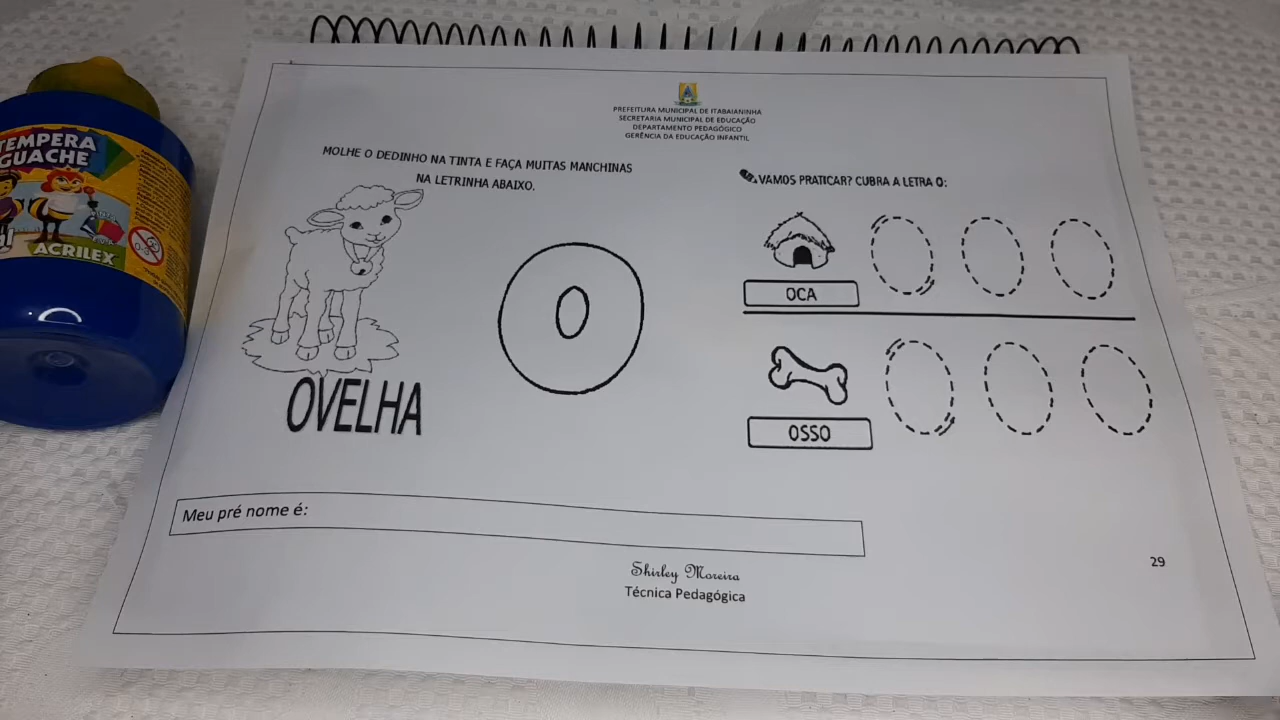 TEMPERA
GUACHE
ACRILEX
PREFEITURA MUNICIPAL DE ITABAIANINHA
SECRETARIA MUNICIPAL DE EDUCAÇÃO
DEPARTAMENTO PEDAGÓGICO
GERÊNCIA DA EDUCAÇÃO INFANTIL
MOLHE O DEDINHO NA TINTA E FAÇA MUITAS MANCHINAS
NA LETRINHA ABAIXO.
O
OVELHA
VAMOS PRATICAR? CUBRA A LETRA O:
O O O
OCA
O O O
OSSO
Meu pré nome é:
Shirley Moreira
Técnica Pedagógica
29